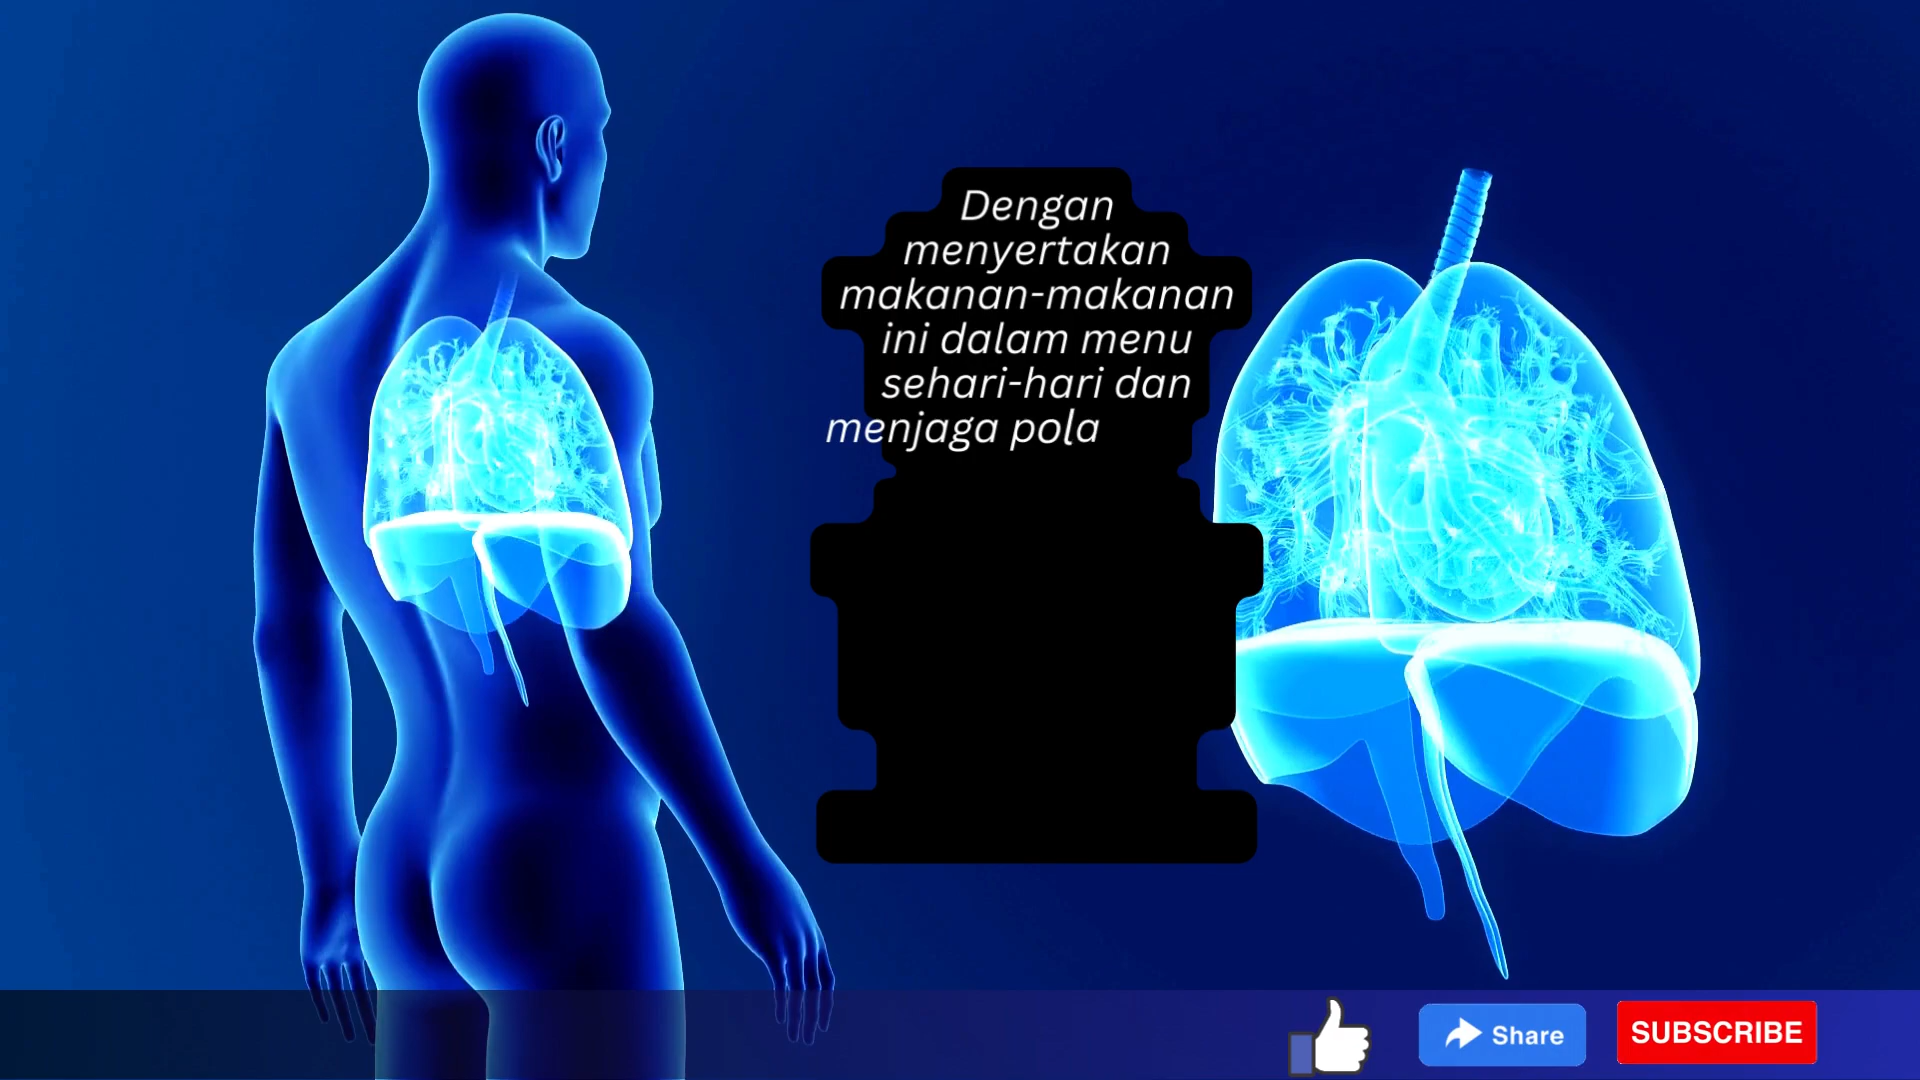 Dengan
menyertakan
makanan-makanan
ini dalam menu
sehari-hari dan
menjaga pola
Share
SUBSCRIBE